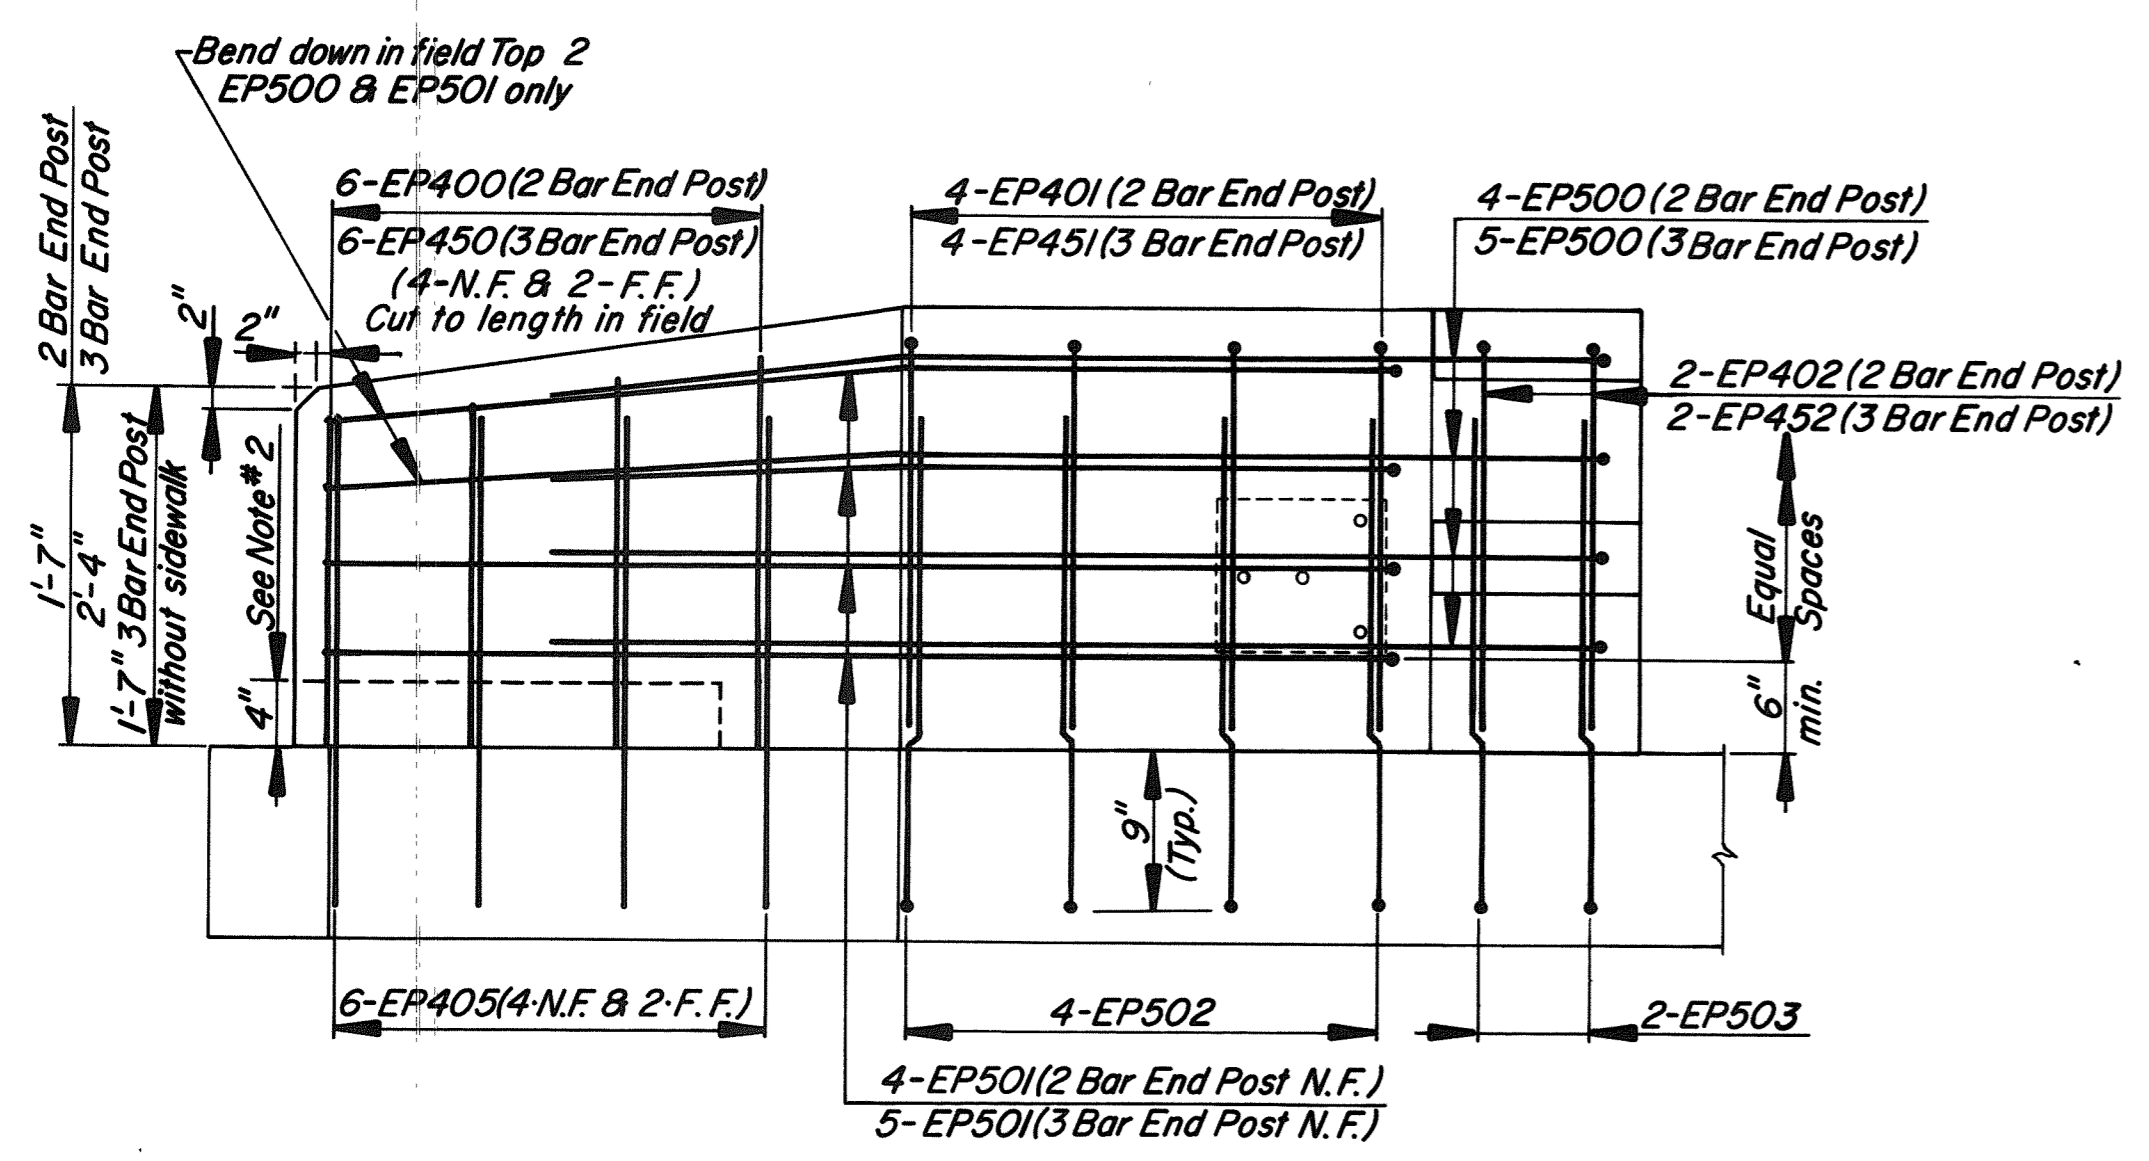 Bend down in field Top 2
EP500 & EP501 only
2 Bar End Post
3 Bar End Post
6-EP400(2 Bar End Post)
6-EP450(3 Bar End Post)
(4-N.F. & 2-F.F.)
Cut to length in field
4-EP401(2 Bar End Post)
4-EP451(3 Bar End Post)
4-EP500(2 Bar End Post)
5-EP500(3 Bar End Post)
2"
2"
2-EP402(2 Bar End Post)
2-EP452(3 Bar End Post)
1'-7"
2'-4"
1'-7" 3 Bar End Post
without sidewalk
See Note #2
4"
Equal
Spaces
6"
min.
9"
(Typ.)
6-EP405(4-N.F. & 2-F.F.)
4-EP502
2-EP503
4-EP501(2 Bar End Post N.F.)
5-EP501(3 Bar End Post N.F.)